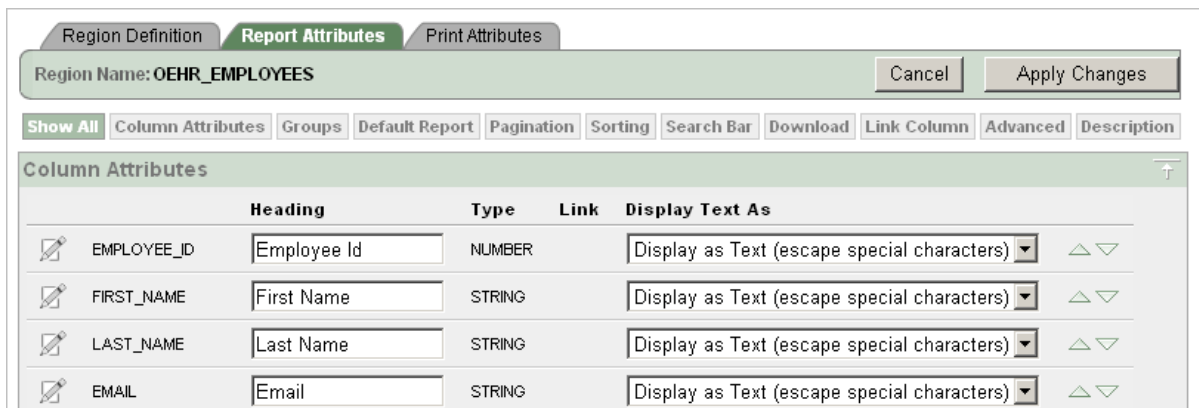 Region Definition Report Attributes Print Attributes
Region Name: OEHR_EMPLOYEES Cancel Apply Changes
Show All Column Attributes Groups Default Report Pagination Sorting Search Bar Download Link Column Advanced Description
Column Attributes
Heading Type Link Display Text As
EMPLOYEE_ID Employee Id NUMBER Display as Text (escape special characters)
FIRST_NAME First Name STRING Display as Text (escape special characters)
LAST_NAME Last Name STRING Display as Text (escape special characters)
EMAIL Email STRING Display as Text (escape special characters)